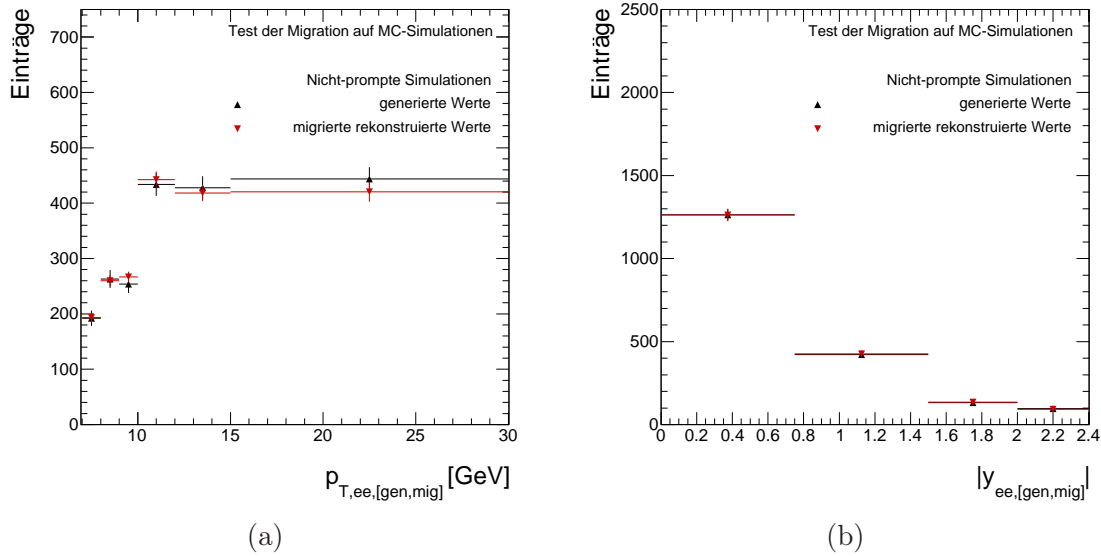 Einträge
700
600
500
400
300
200
100
0
Test der Migration auf MC-Simulationen
Nicht-prompte Simulationen
generierte Werte
migrierte rekonstruierte Werte
10 15 20 25 30
p_T,ee,[gen,mig] [GeV]
(a)
Einträge
2500
2000
1500
1000
500
0
Test der Migration auf MC-Simulationen
Nicht-prompte Simulationen
generierte Werte
migrierte rekonstruierte Werte
0 0.2 0.4 0.6 0.8 1 1.2 1.4 1.6 1.8 2 2.2 2.4
|y_ee,[gen,mig]|
(b)